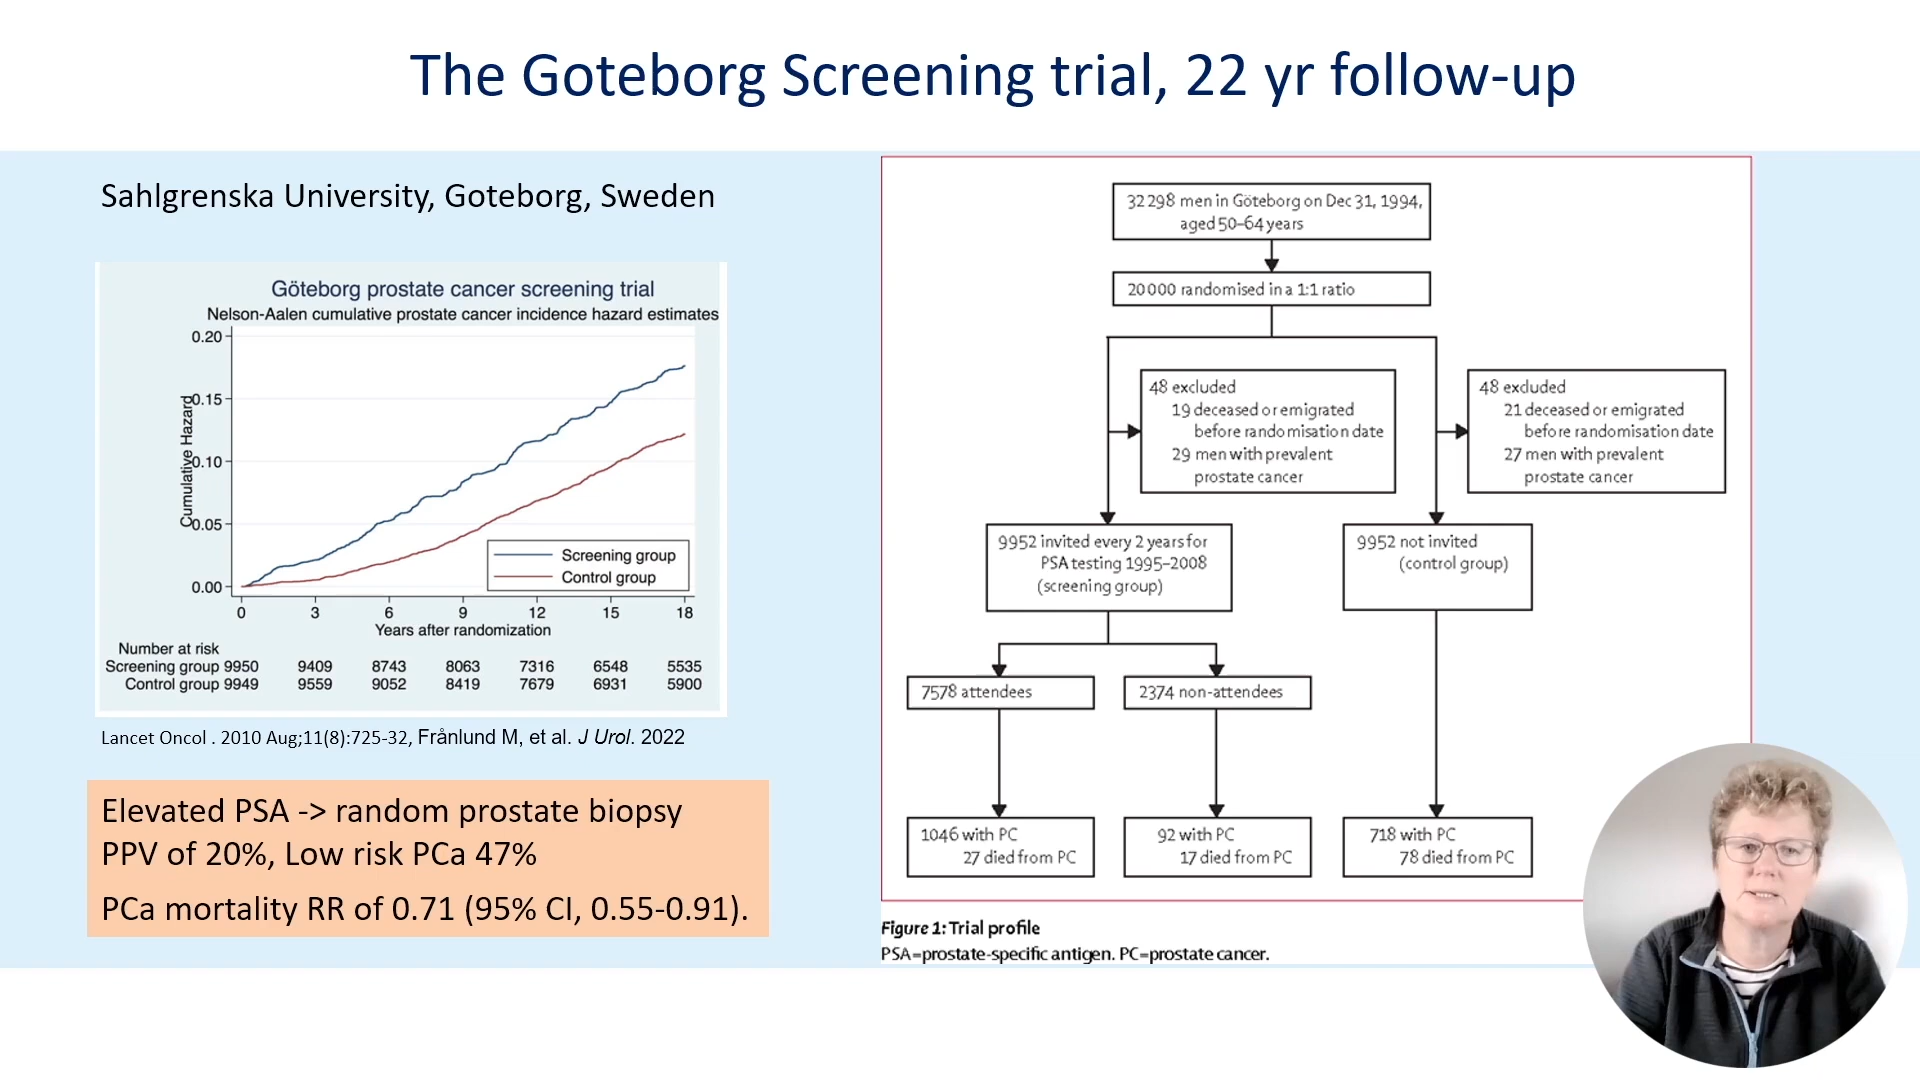 The Goteborg Screening trial, 22 yr follow-up
Sahlgrenska University, Goteborg, Sweden
Göteborg prostate cancer screening trial
Nelson-Aalen cumulative prostate cancer incidence hazard estimates
Cumulative Hazard
0.20
0.15
0.10
0.05
0.00
Screening group
Control group
0 3 6 9 12 15 18
Years after randomization
Number at risk
Screening group 9950 9409 8743 8063 7316 6548 5535
Control group 9949 9559 9052 8419 7679 6931 5900
Lancet Oncol . 2010 Aug;11(8):725-32, Frånlund M, et al. J Urol. 2022
Elevated PSA -> random prostate biopsy
PPV of 20%, Low risk PCa 47%
PCa mortality RR of 0.71 (95% CI, 0.55-0.91).
32298 men in Göteborg on Dec 31, 1994,
aged 50–64 years
20000 randomised in a 1:1 ratio
48 excluded
19 deceased or emigrated
before randomisation date
29 men with prevalent
prostate cancer
48 excluded
21 deceased or emigrated
before randomisation date
27 men with prevalent
prostate cancer
9952 invited every 2 years for
PSA testing 1995–2008
(screening group)
9952 not invited
(control group)
7578 attendees
2374 non-attendees
1046 with PC
27 died from PC
92 with PC
17 died from PC
718 with PC
78 died from PC
Figure 1: Trial profile
PSA=prostate-specific antigen. PC=prostate cancer.